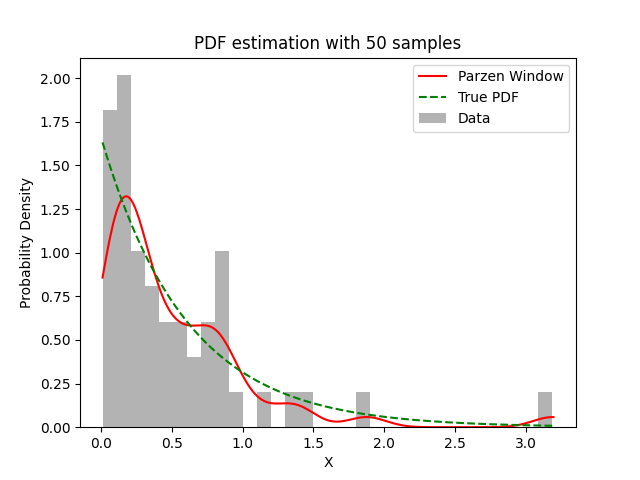 PDF estimation with 50 samples
Parzen Window
True PDF
Data
Probability Density
2.00
1.75
1.50
1.25
1.00
0.75
0.50
0.25
0.00
0.0 0.5 1.0 1.5 2.0 2.5 3.0
X